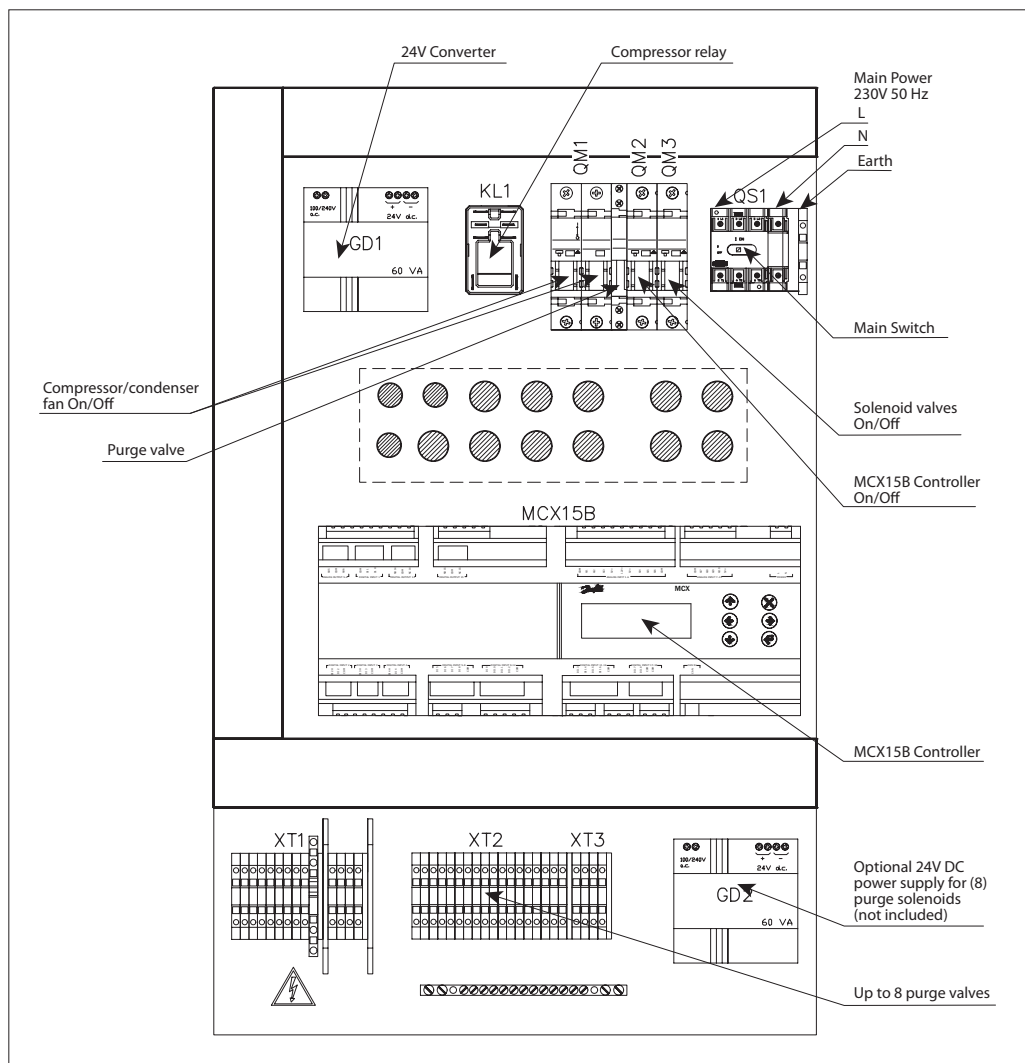 24V Converter
Compressor relay
Main Power
230V 50 Hz
L
N
Earth
QM1
QM2
QM3
KL1
QS1
100/240V
a.c.
+ -
24V d.c.
GD1
60 VA
Main Switch
Compressor/condenser
fan On/Off
Purge valve
Solenoid valves
On/Off
MCX15B Controller
On/Off
MCX15B
Danfoss
MCX
MCX15B Controller
XT1
XT2
XT3
100/240V
a.c.
+ -
24V d.c.
GD2
60 VA
Optional 24V DC
power supply for (8)
purge solenoids
(not included)
Up to 8 purge valves